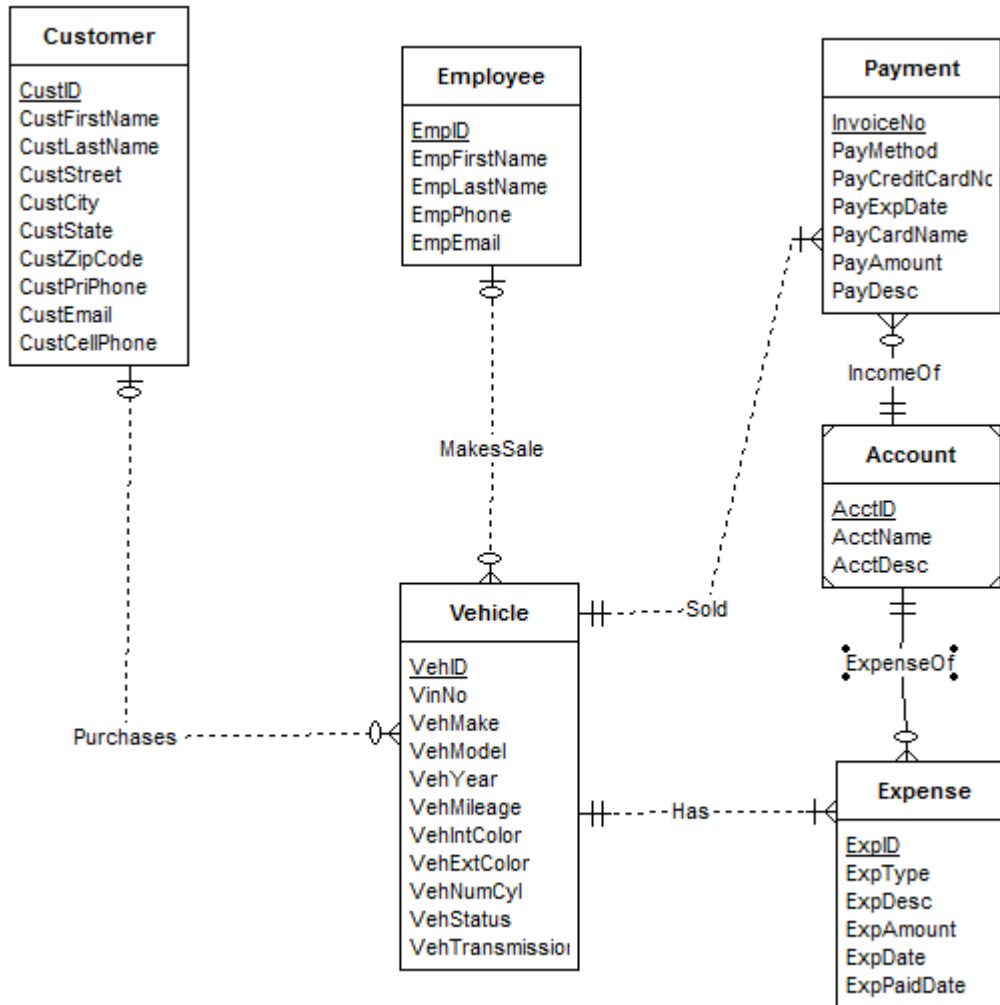 Customer
CustID
CustFirstName
CustLastName
CustStreet
CustCity
CustState
CustZipCode
CustPriPhone
CustEmail
CustCellPhone
Employee
EmpID
EmpFirstName
EmpLastName
EmpPhone
EmpEmail
Payment
InvoiceNo
PayMethod
PayCreditCardNo
PayExpDate
PayCardName
PayAmount
PayDesc
IncomeOf
MakesSale
Account
AcctID
AcctName
AcctDesc
Sold
ExpenseOf
Purchases
Vehicle
VehID
VinNo
VehMake
VehModel
VehYear
VehMileage
VehIntColor
VehExtColor
VehNumCyl
VehStatus
VehTransmission
Has
Expense
ExpID
ExpType
ExpDesc
ExpAmount
ExpDate
ExpPaidDate